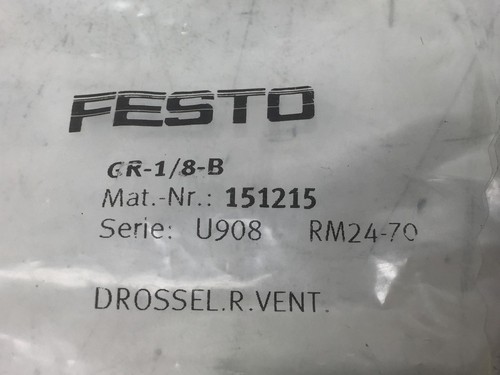 FESTO
GR-1/8-B
Mat.-Nr.: 151215
Serie: U908 RM24-70
DROSSEL.R.VENT.